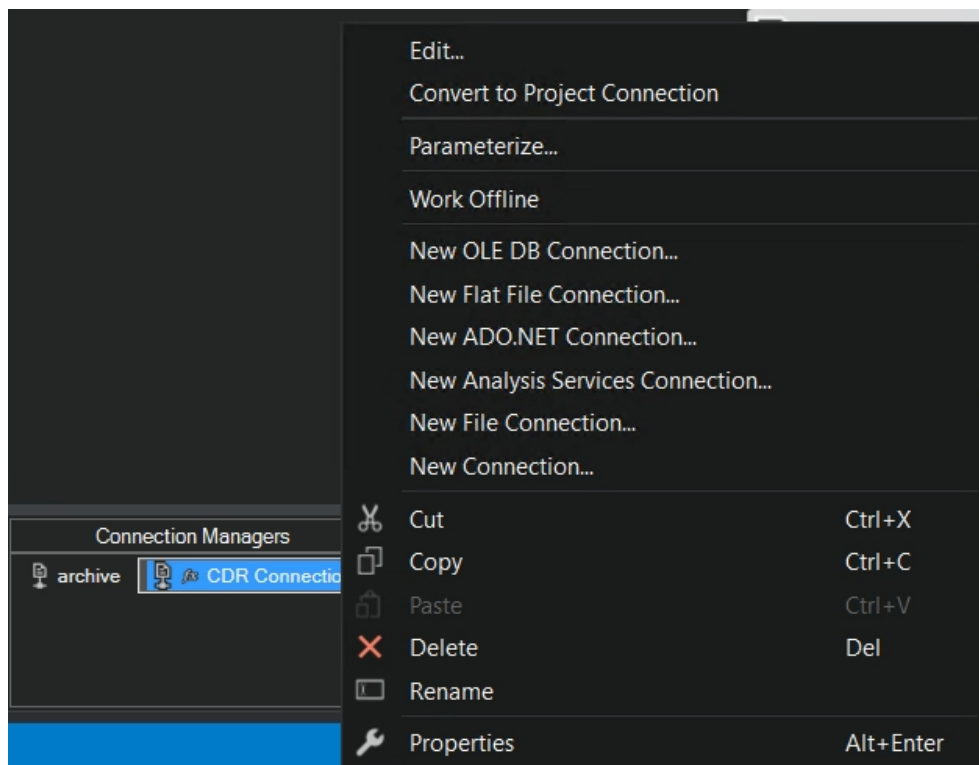 Edit...
Convert to Project Connection
Parameterize...
Work Offline
New OLE DB Connection...
New Flat File Connection...
New ADO.NET Connection...
New Analysis Services Connection...
New File Connection...
New Connection...
Cut Ctrl+X
Copy Ctrl+C
Paste Ctrl+V
Delete Del
Rename
Properties Alt+Enter
Connection Managers
archive
fx CDR Connectio